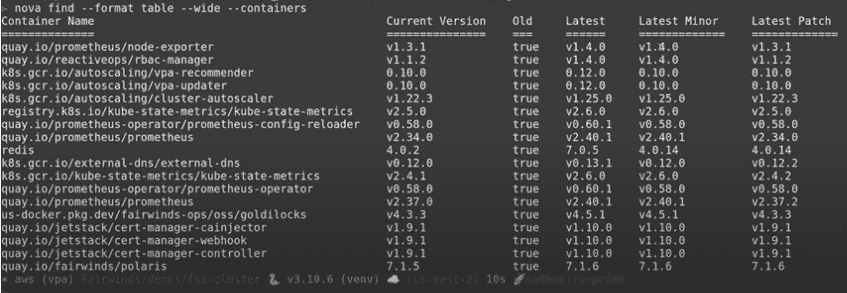 > nova find --format table --wide --containers
Container Name Current Version Old Latest Latest Minor Latest Patch
============== =============== === ====== ============= =============
quay.io/prometheus/node-exporter v1.3.1 true v1.4.0 v1.4.0 v1.3.1
quay.io/reactiveops/rbac-manager v1.1.2 true v1.4.0 v1.4.0 v1.1.2
k8s.gcr.io/autoscaling/vpa-recommender 0.10.0 true 0.12.0 0.10.0 0.10.0
k8s.gcr.io/autoscaling/vpa-updater 0.10.0 true 0.12.0 0.10.0 0.10.0
k8s.gcr.io/autoscaling/cluster-autoscaler v1.22.3 true v1.25.0 v1.25.0 v1.22.3
registry.k8s.io/kube-state-metrics/kube-state-metrics v2.5.0 true v2.6.0 v2.6.0 v2.5.0
quay.io/prometheus-operator/prometheus-config-reloader v0.58.0 true v0.60.1 v0.58.0 v0.58.0
quay.io/prometheus/prometheus v2.34.0 true v2.40.1 v2.40.1 v2.34.0
redis 4.0.2 true 7.0.5 4.0.14 4.0.14
k8s.gcr.io/external-dns/external-dns v0.12.0 true v0.13.1 v0.12.0 v0.12.2
k8s.gcr.io/kube-state-metrics/kube-state-metrics v2.4.1 true v2.6.0 v2.6.0 v2.4.2
quay.io/prometheus-operator/prometheus-operator v0.58.0 true v0.60.1 v0.58.0 v0.58.0
quay.io/prometheus/prometheus v2.37.0 true v2.40.1 v2.40.1 v2.37.2
us-docker.pkg.dev/fairwinds-ops/oss/goldilocks v4.3.3 true v4.5.1 v4.5.1 v4.3.3
quay.io/jetstack/cert-manager-cainjector v1.9.1 true v1.10.0 v1.10.0 v1.9.1
quay.io/jetstack/cert-manager-webhook v1.9.1 true v1.10.0 v1.10.0 v1.9.1
quay.io/jetstack/cert-manager-controller v1.9.1 true v1.10.0 v1.10.0 v1.9.1
quay.io/fairwinds/polaris 7.1.5 true 7.1.6 7.1.6 7.1.6
aws (vpa) Fairwinds/demos/fks-cluster v3.10.6 (venv) (us-east-2) 10s